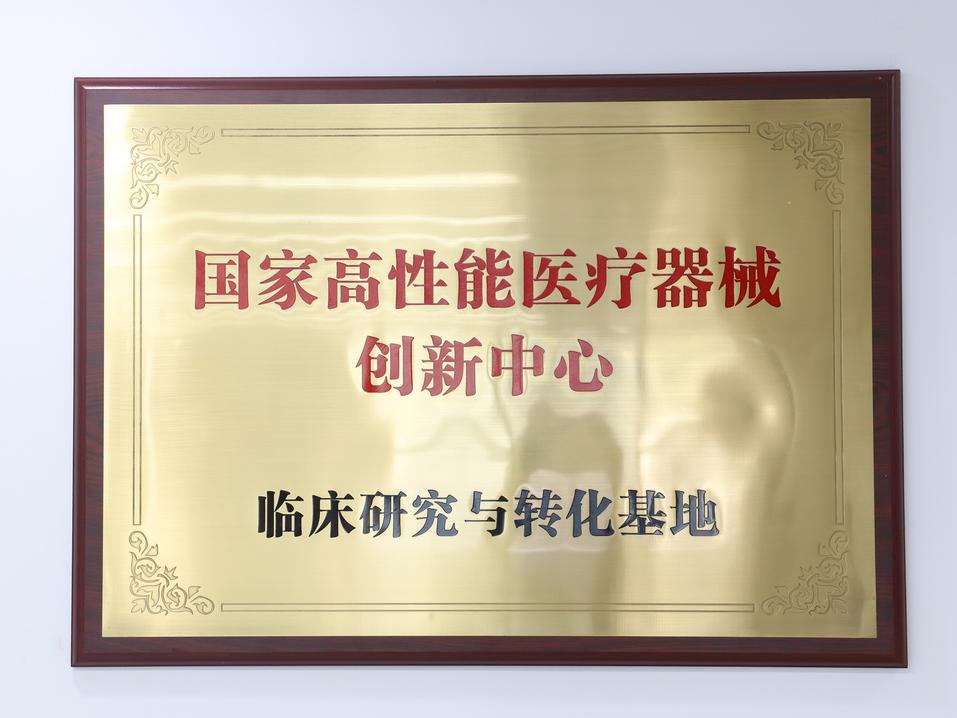 国家高性能医疗器械
创新中心
临床研究与转化基地